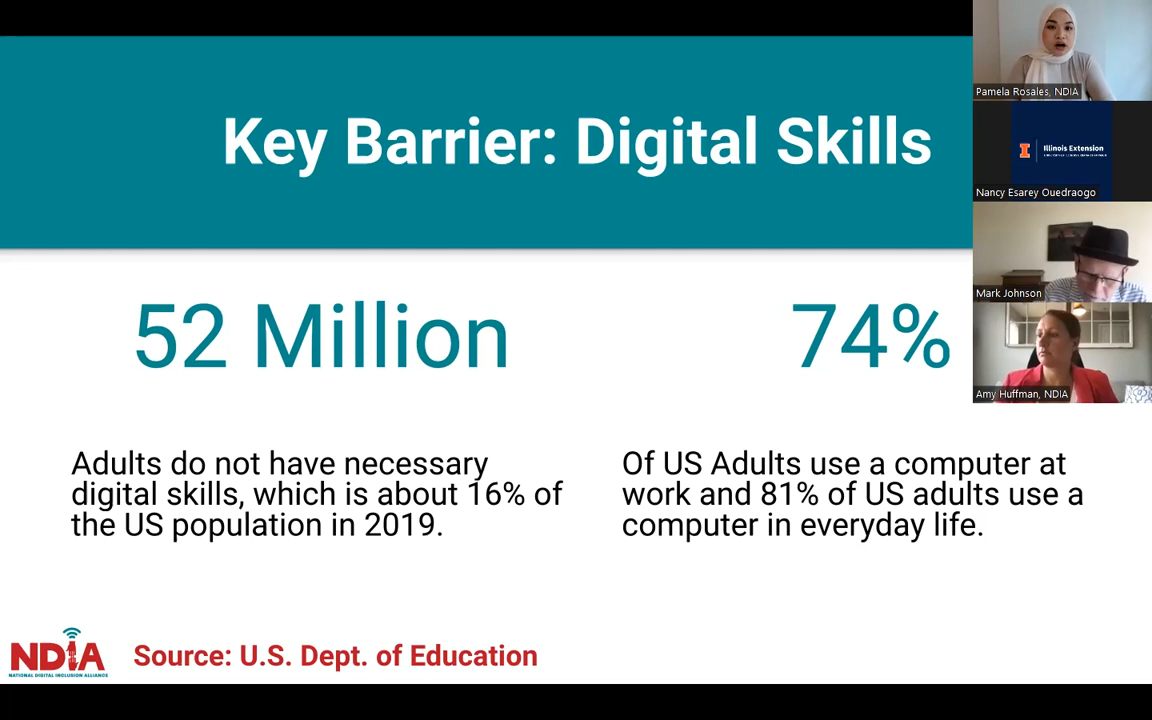 Key Barrier: Digital Skills
52 Million
74%
Adults do not have necessary
digital skills, which is about 16% of
the US population in 2019.
Of US Adults use a computer at
work and 81% of US adults use a
computer in everyday life.
NDIA
NATIONAL DIGITAL INCLUSION ALLIANCE
Source: U.S. Dept. of Education
Pamela Rosales, NDIA
I
Illinois Extension
Nancy Esarey Ouedraogo
Mark Johnson
Amy Huffman, NDIA